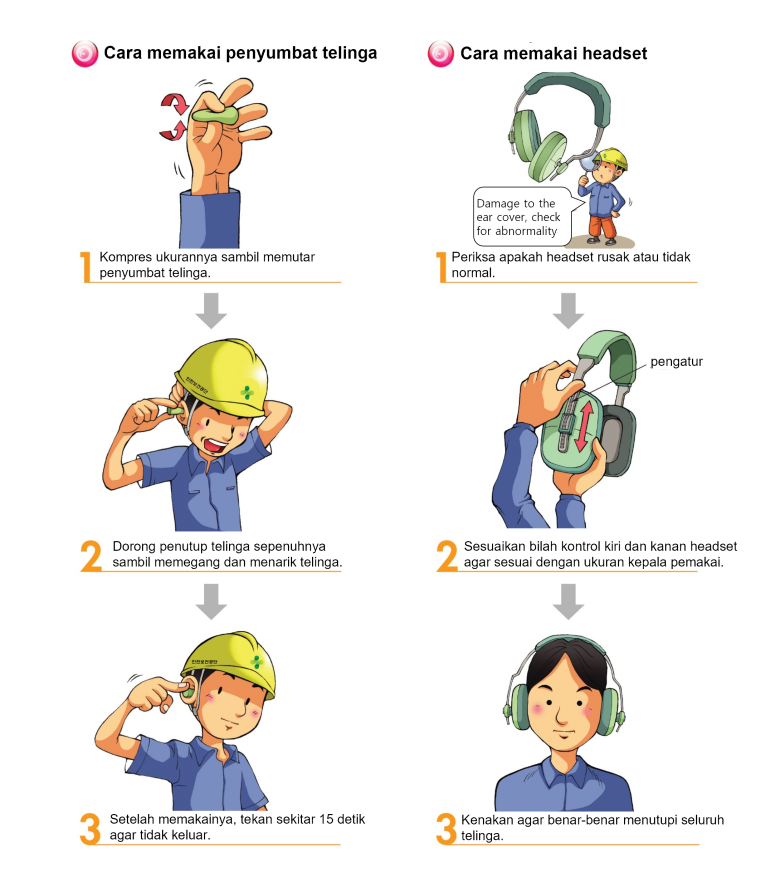 Cara memakai penyumbat telinga
1 Kompres ukurannya sambil memutar
penyumbat telinga.
2 Dorong penutup telinga sepenuhnya
sambil memegang dan menarik telinga.
3 Setelah memakainya, tekan sekitar 15 detik
agar tidak keluar.
Cara memakai headset
Damage to the
ear cover, check
for abnormality
1 Periksa apakah headset rusak atau tidak
normal.
pengatur
2 Sesuaikan bilah kontrol kiri dan kanan headset
agar sesuai dengan ukuran kepala pemakai.
3 Kenakan agar benar-benar menutupi seluruh
telinga.